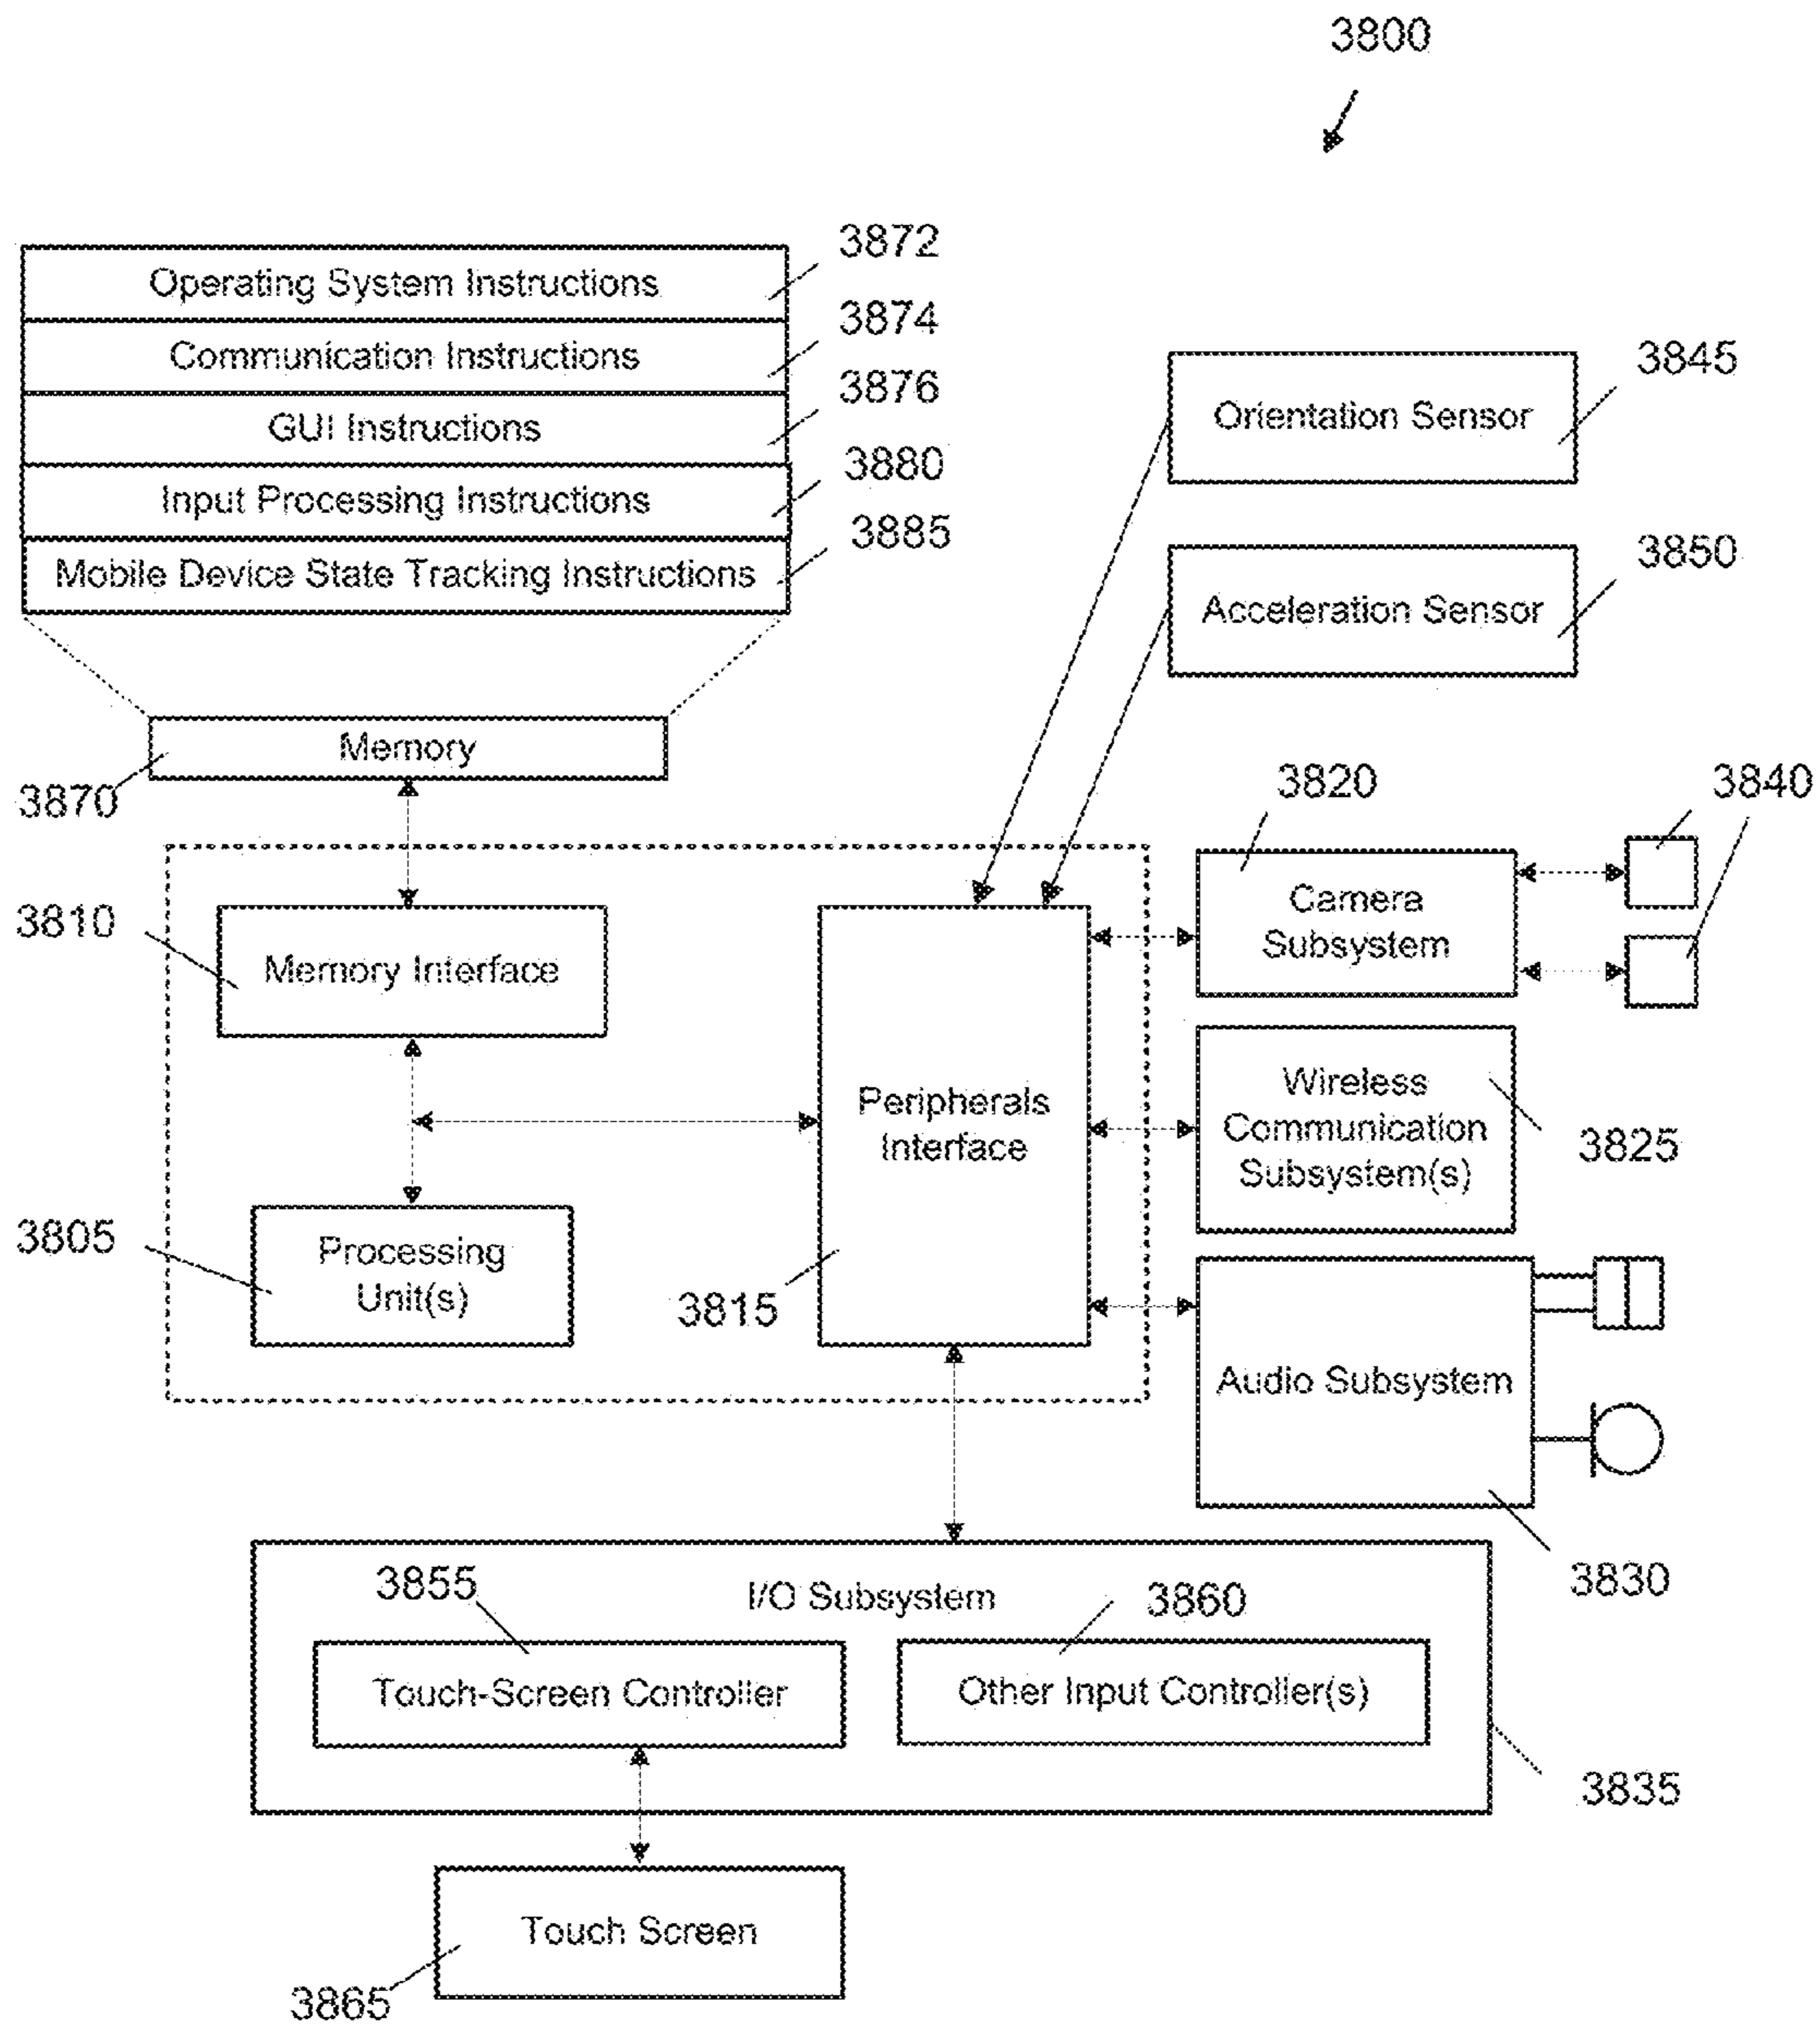 3800
3872
Operating System Instructions
3874
Communication Instructions
3876
GUI Instructions
3880
Input Processing Instructions
3885
Mobile Device State Tracking Instructions
3845
Orientation Sensor
3850
Acceleration Sensor
Memory
3870
3820
3840
Camera
Subsystem
3810
Memory Interface
Peripherals
Interface
Wireless
Communication
Subsystem(s)
3825
3805
Processing
Unit(s)
3815
Audio Subsystem
3830
3855
I/O Subsystem
3860
Touch-Screen Controller
Other Input Controller(s)
3835
Touch Screen
3865